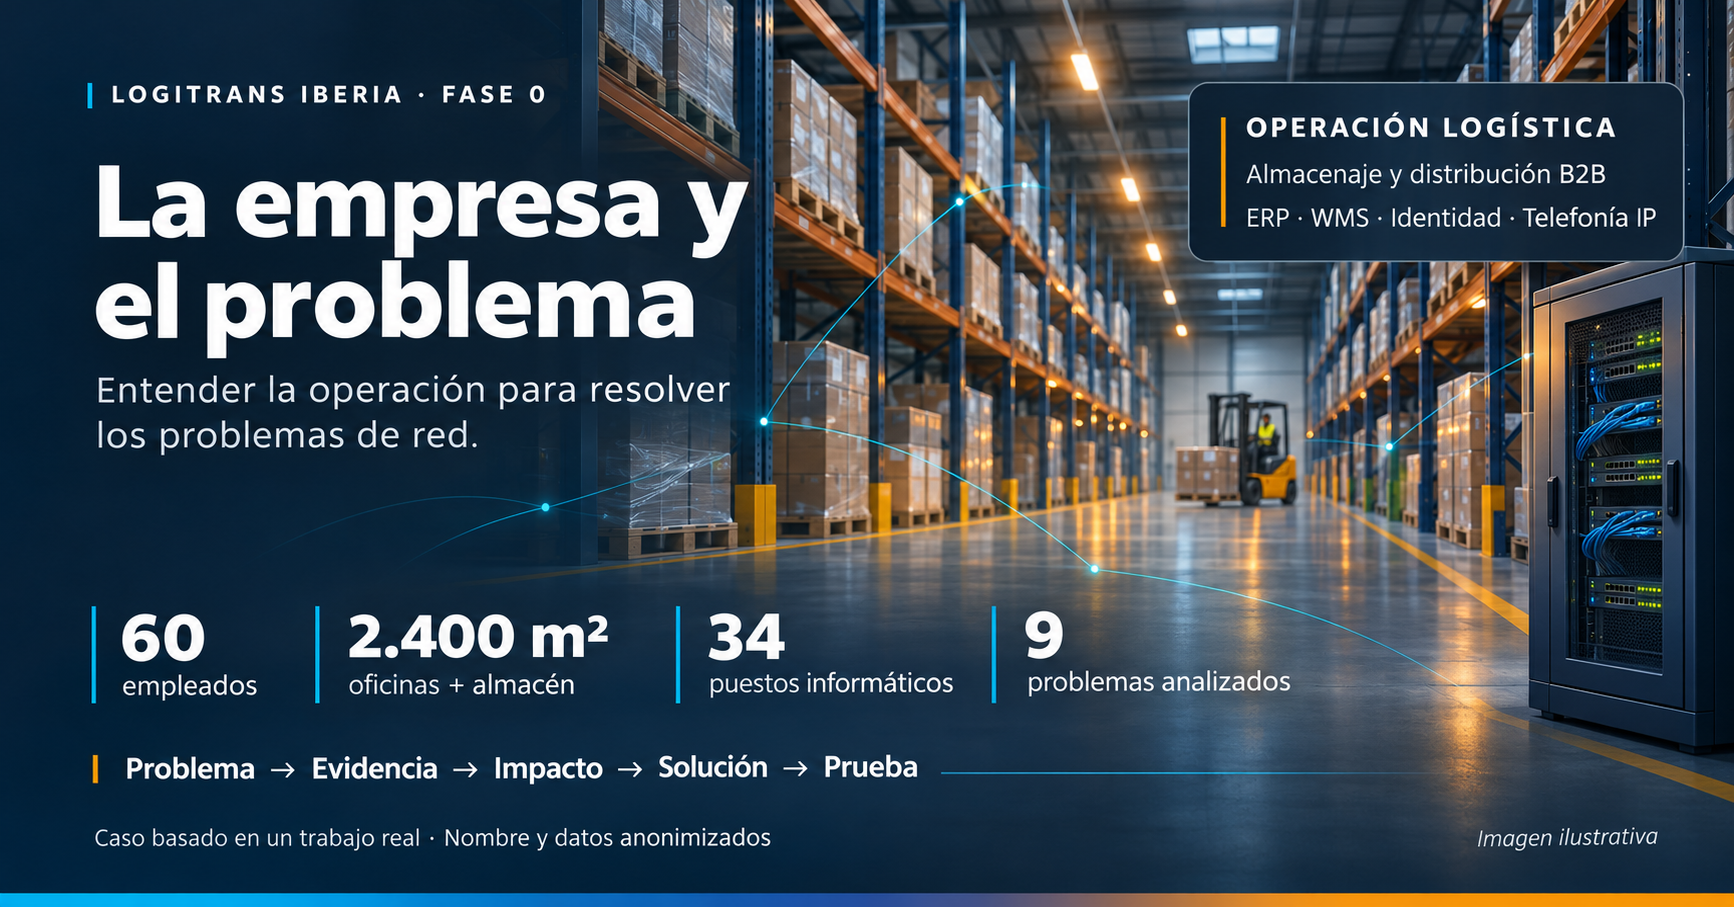 LOGITRANS IBERIA · FASE 0
La empresa y
el problema
Entender la operación para resolver
los problemas de red.
OPERACIÓN LOGÍSTICA
Almacenaje y distribución B2B
ERP · WMS · Identidad · Telefonía IP
60
empleados
2.400 m²
oficinas + almacén
34
puestos informáticos
9
problemas analizados
Problema → Evidencia → Impacto → Solución → Prueba
Caso basado en un trabajo real · Nombre y datos anonimizados
Imagen ilustrativa